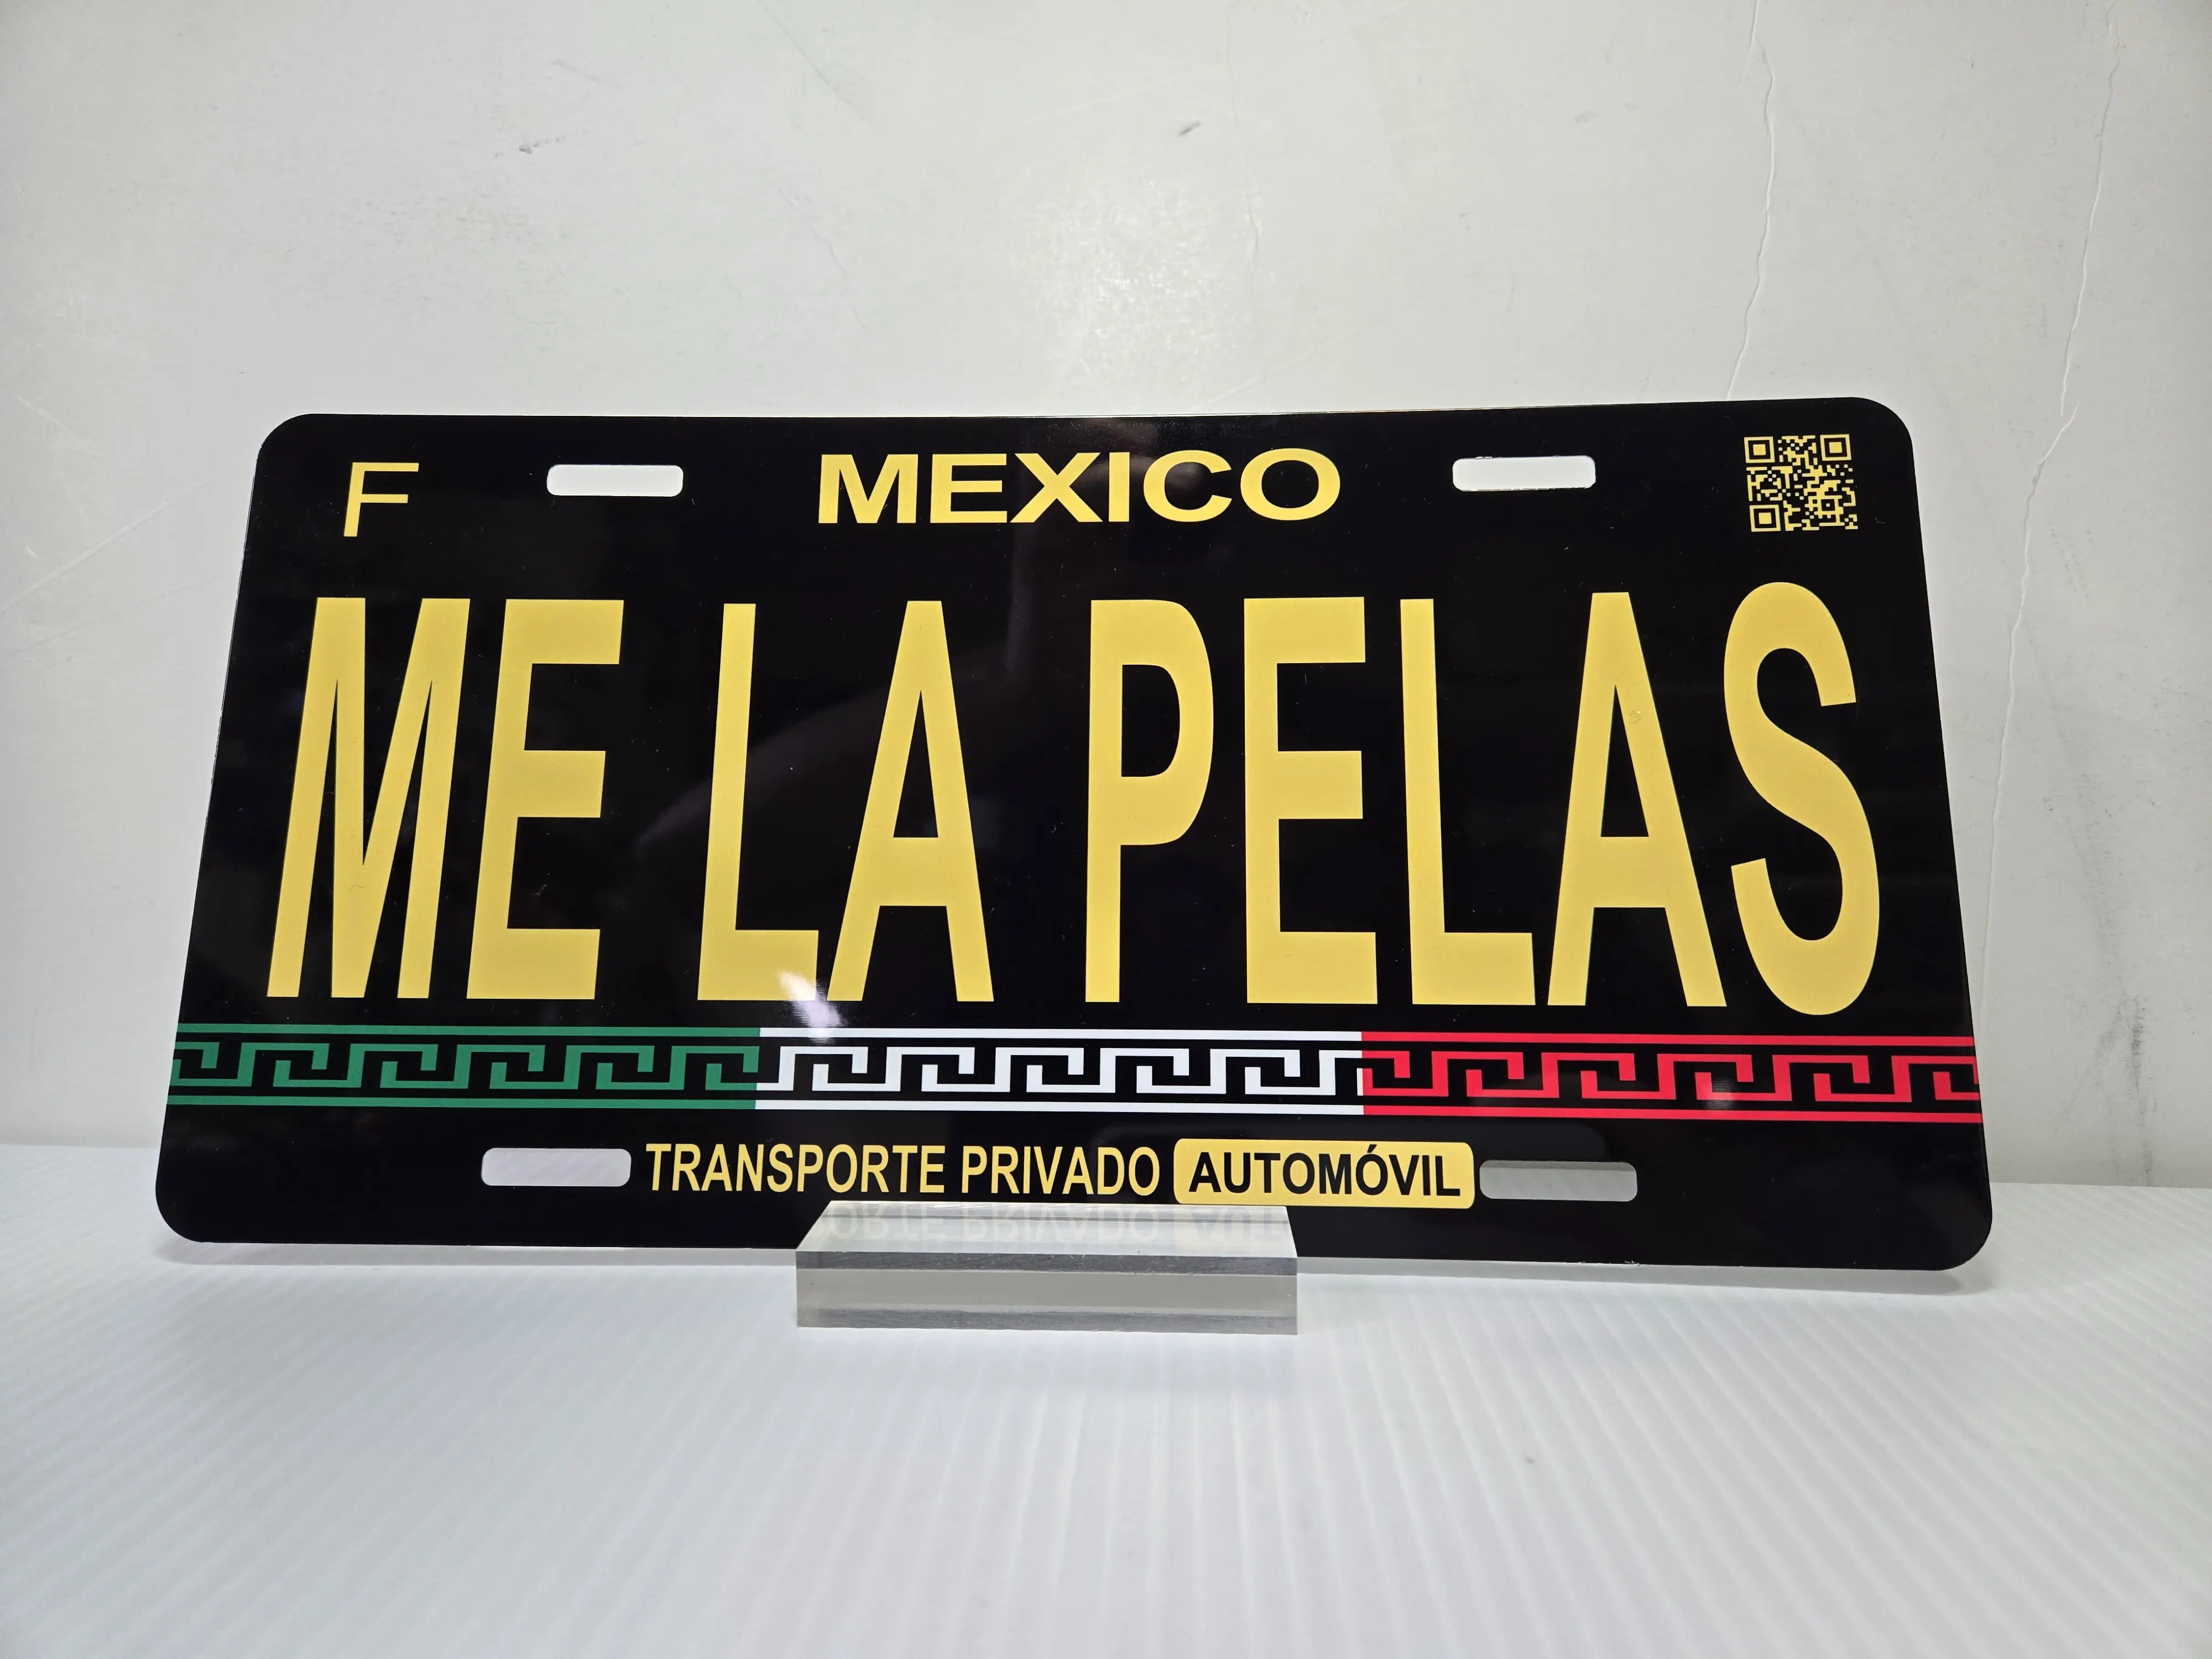 F MEXICO
ME LA PELAS
TRANSPORTE PRIVADO AUTOMÓVIL